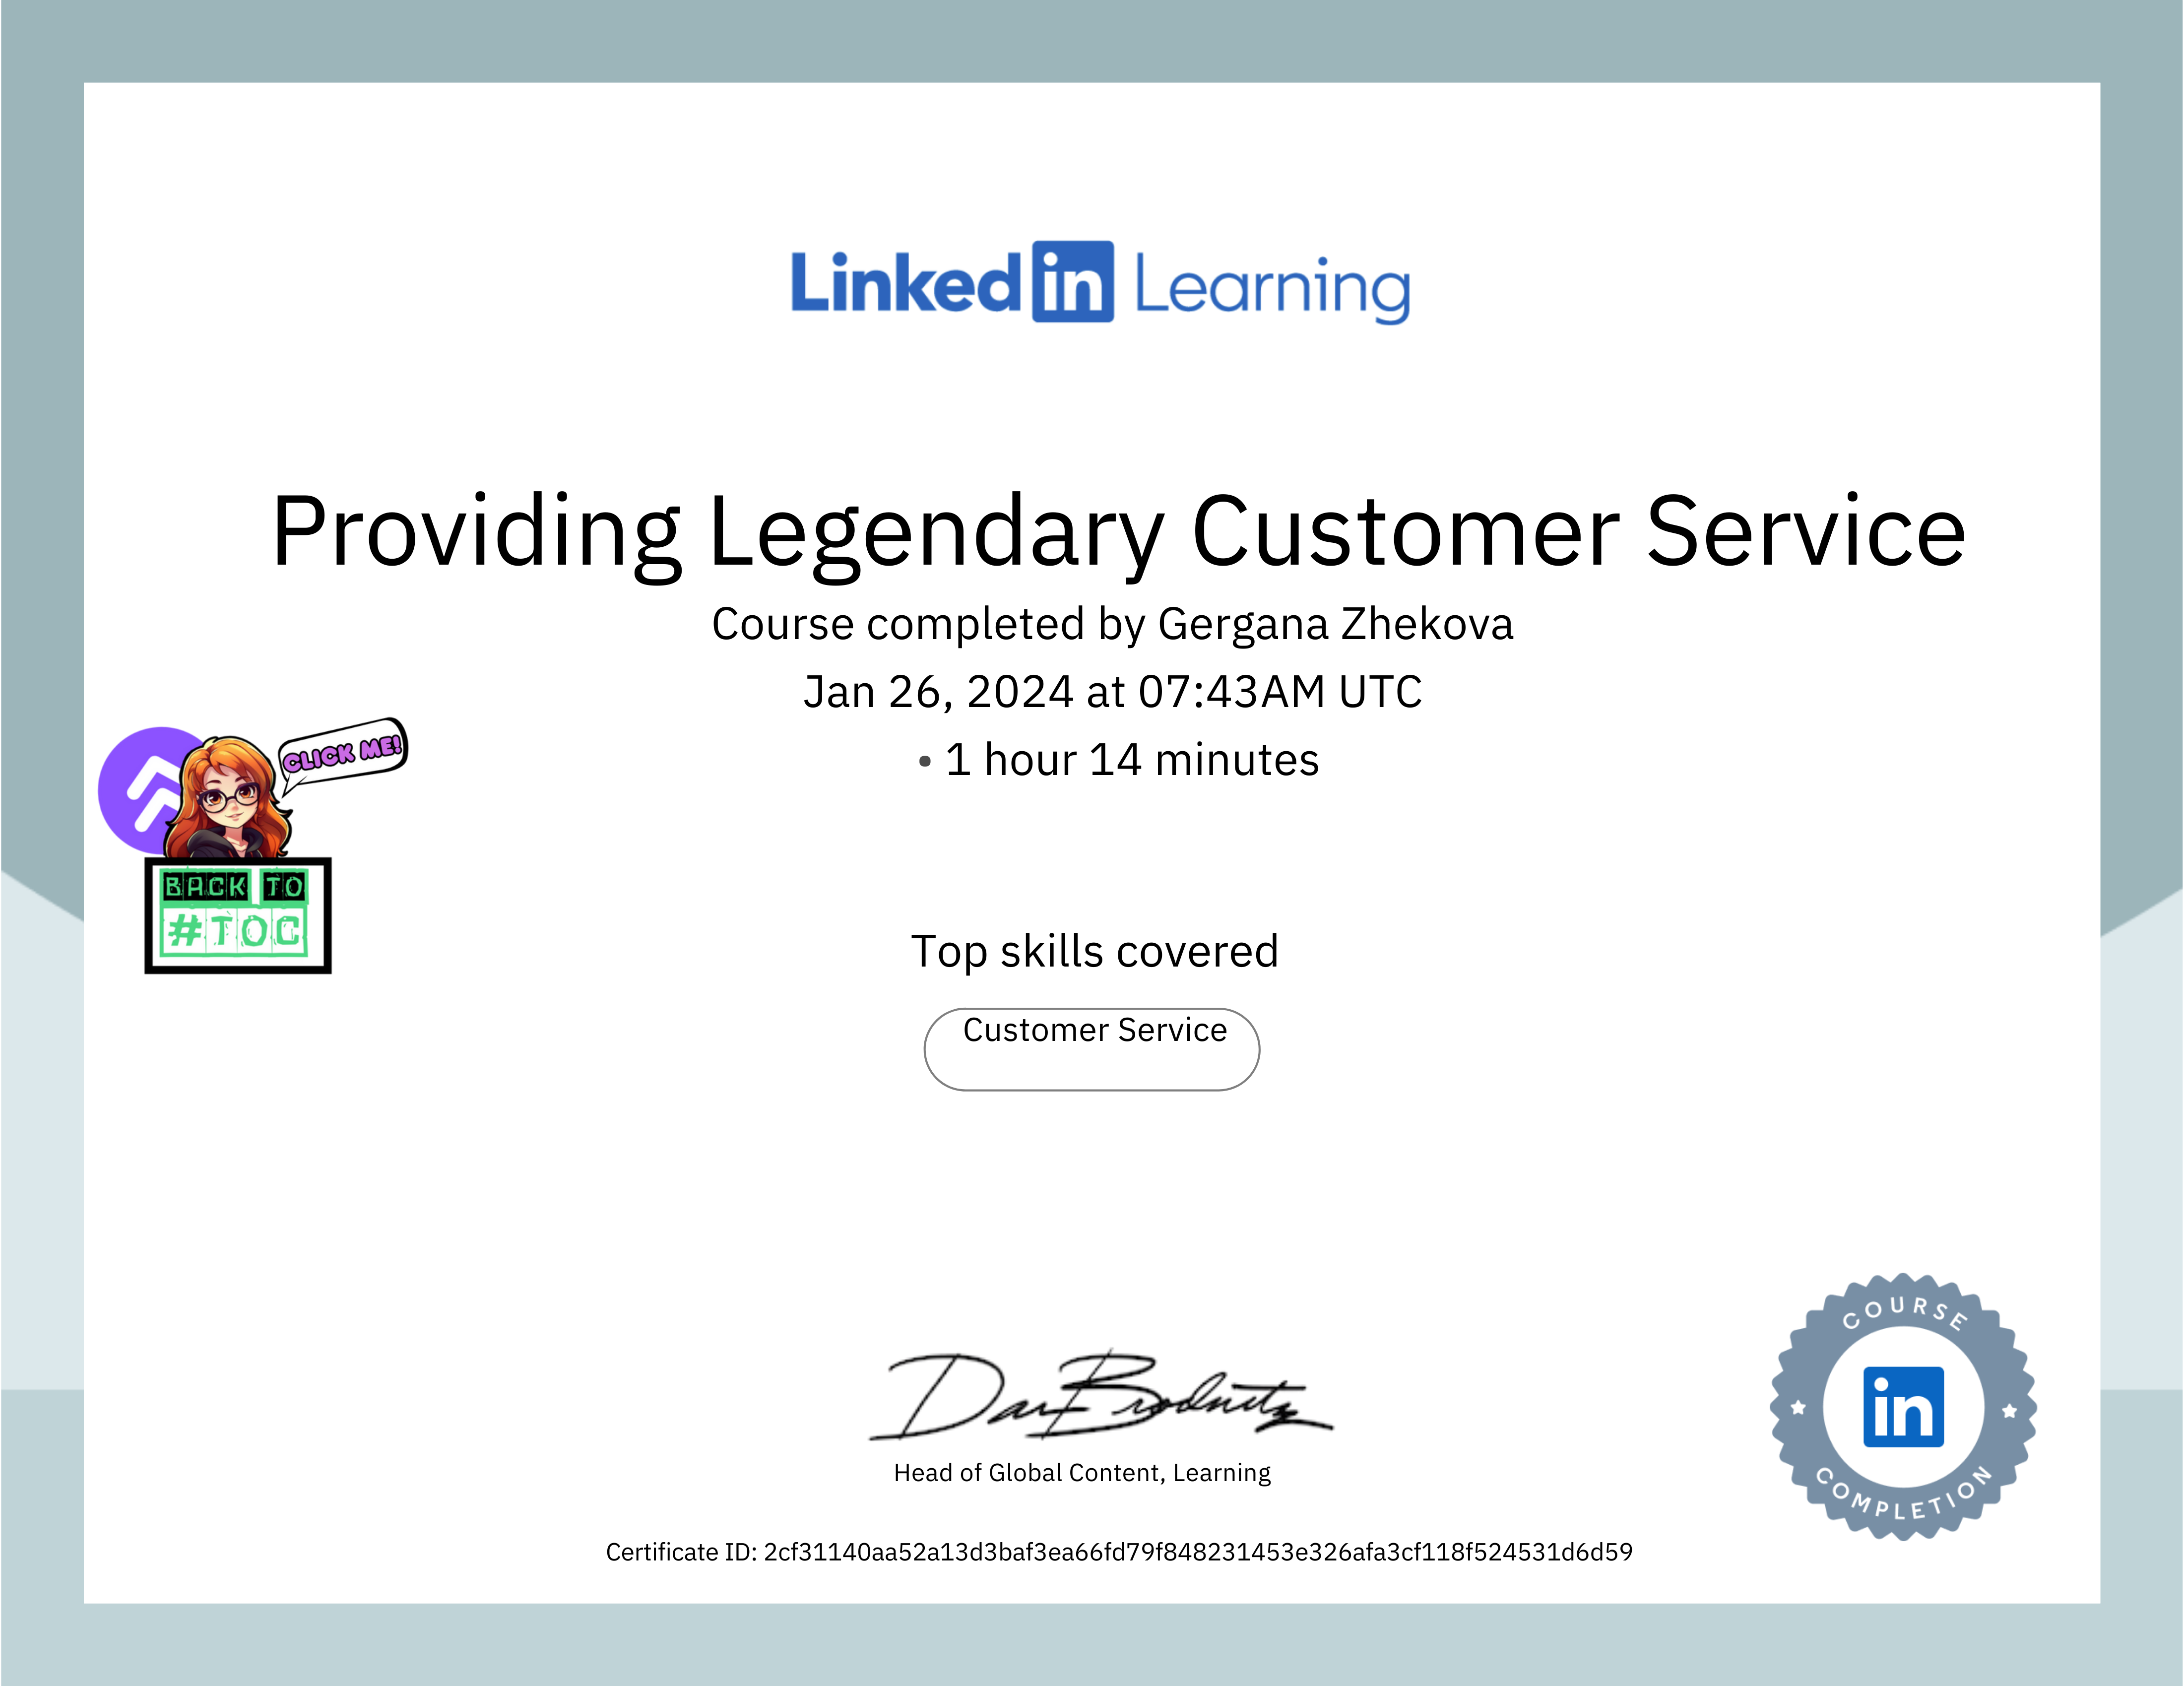 Linked in Learning
Providing Legendary Customer Service
Course completed by Gergana Zhekova
Jan 26, 2024 at 07:43AM UTC
• 1 hour 14 minutes
CLICK ME!
BACK TO
#TOC
Top skills covered
Customer Service
Dan Brodnitz
Head of Global Content, Learning
COURSE
in
COMPLETION
Certificate ID: 2cf31140aa52a13d3baf3ea66fd79f848231453e326afa3cf118f524531d6d59